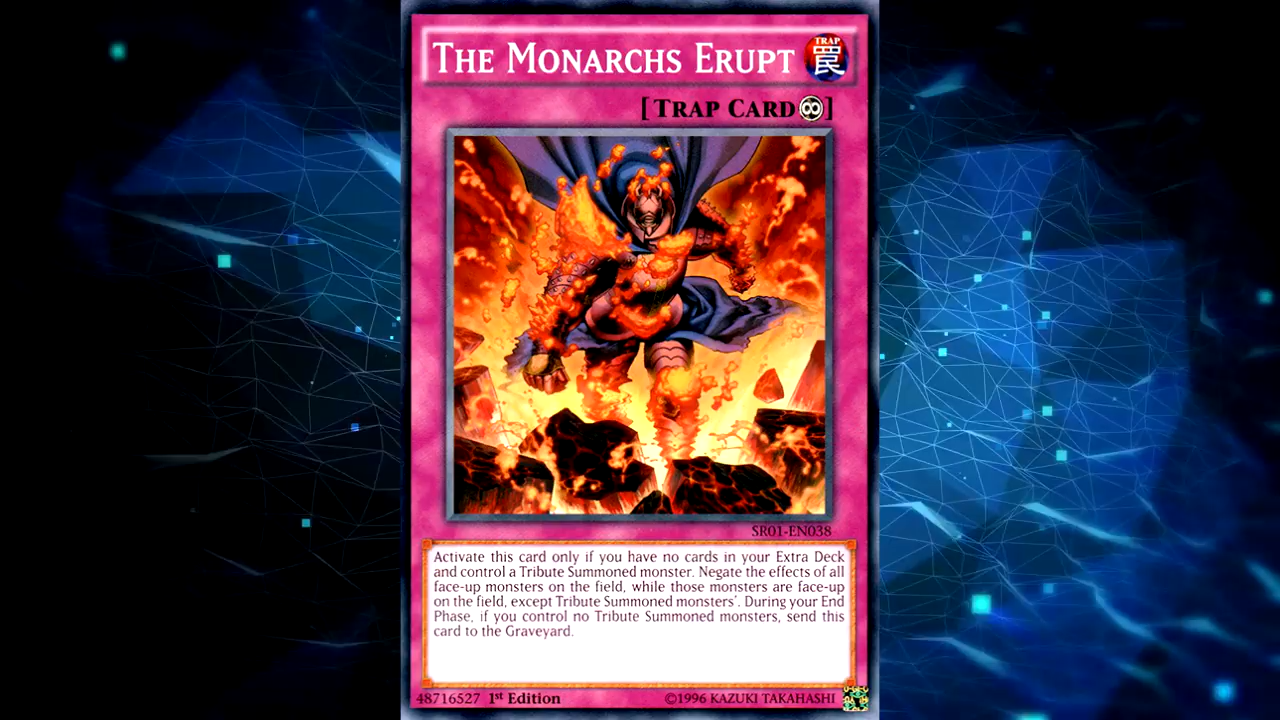 THE MONARCHS ERUPT
TRAP
罠
[TRAP CARD∞]
SR01-EN038
Activate this card only if you have no cards in your Extra Deck
and control a Tribute Summoned monster. Negate the effects of all
face-up monsters on the field, while those monsters are face-up
on the field, except Tribute Summoned monsters'. During your End
Phase, if you control no Tribute Summoned monsters, send this
card to the Graveyard.
48716527 1st Edition ©1996 KAZUKI TAKAHASHI